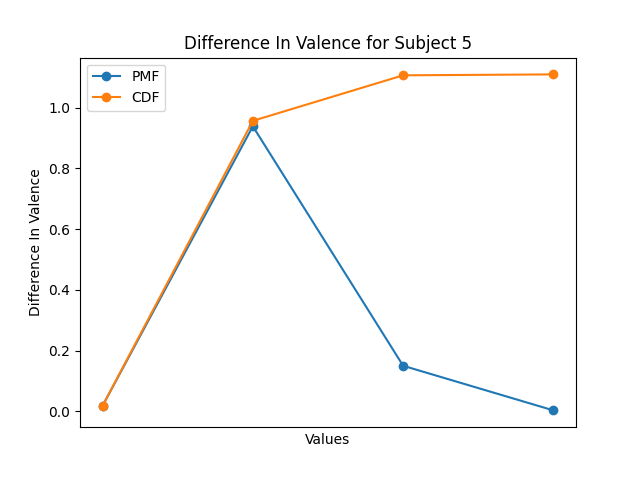 Difference In Valence for Subject 5
PMF
CDF
1.0
0.8
0.6
0.4
0.2
0.0
Difference In Valence
Values